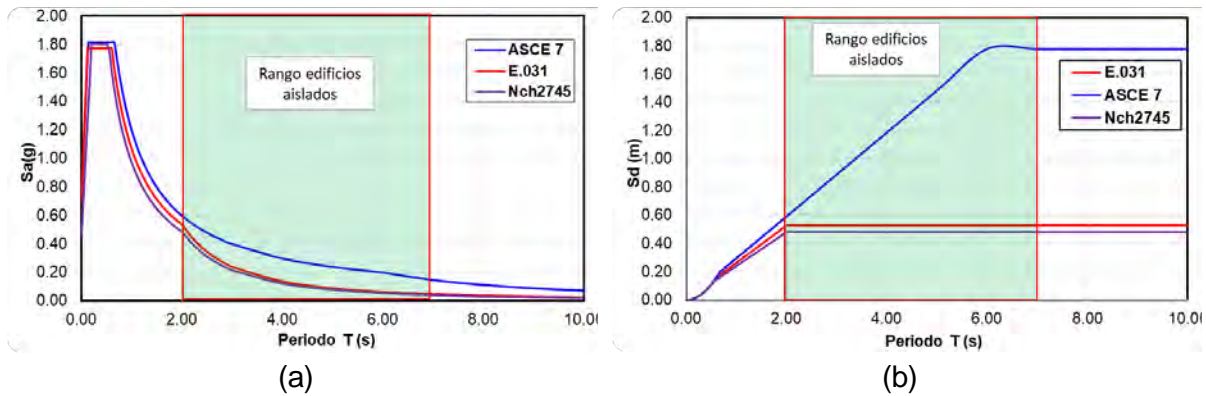 2.00
1.80
1.60
1.40
1.20
1.00
0.80
0.60
0.40
0.20
0.00
Sa(g)
Rango edificios
aislados
ASCE 7
E.031
Nch2745
0.00 2.00 4.00 6.00 8.00 10.00
Periodo T (s)
(a)
2.00
1.80
1.60
1.40
1.20
1.00
0.80
0.60
0.40
0.20
0.00
Sd (m)
Rango edificios
aislados
E.031
ASCE 7
Nch2745
0.00 2.00 4.00 6.00 8.00 10.00
Periodo T (s)
(b)